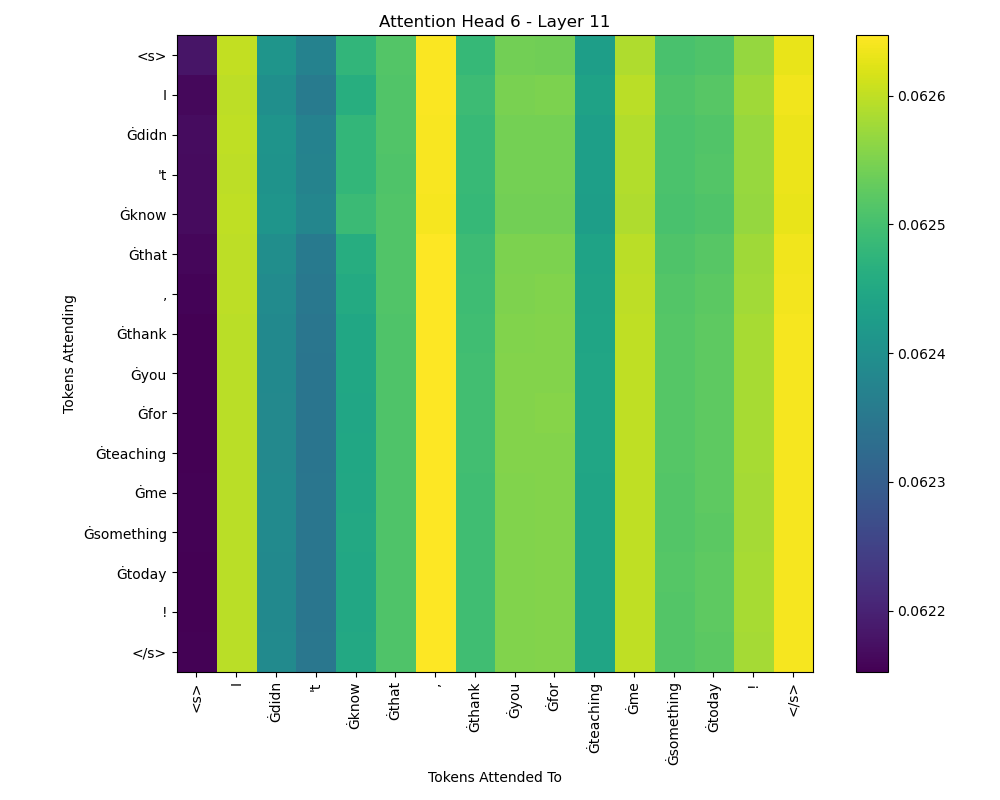 Attention Head 6 - Layer 11
<s>
I
Ġdidn
't
Ġknow
Ġthat
,
Ġthank
Ġyou
Ġfor
Ġteaching
Ġme
Ġsomething
Ġtoday
!
</s>
Tokens Attending
<s>
I
Ġdidn
't
Ġknow
Ġthat
,
Ġthank
Ġyou
Ġfor
Ġteaching
Ġme
Ġsomething
Ġtoday
!
</s>
Tokens Attended To
0.0626
0.0625
0.0624
0.0623
0.0622